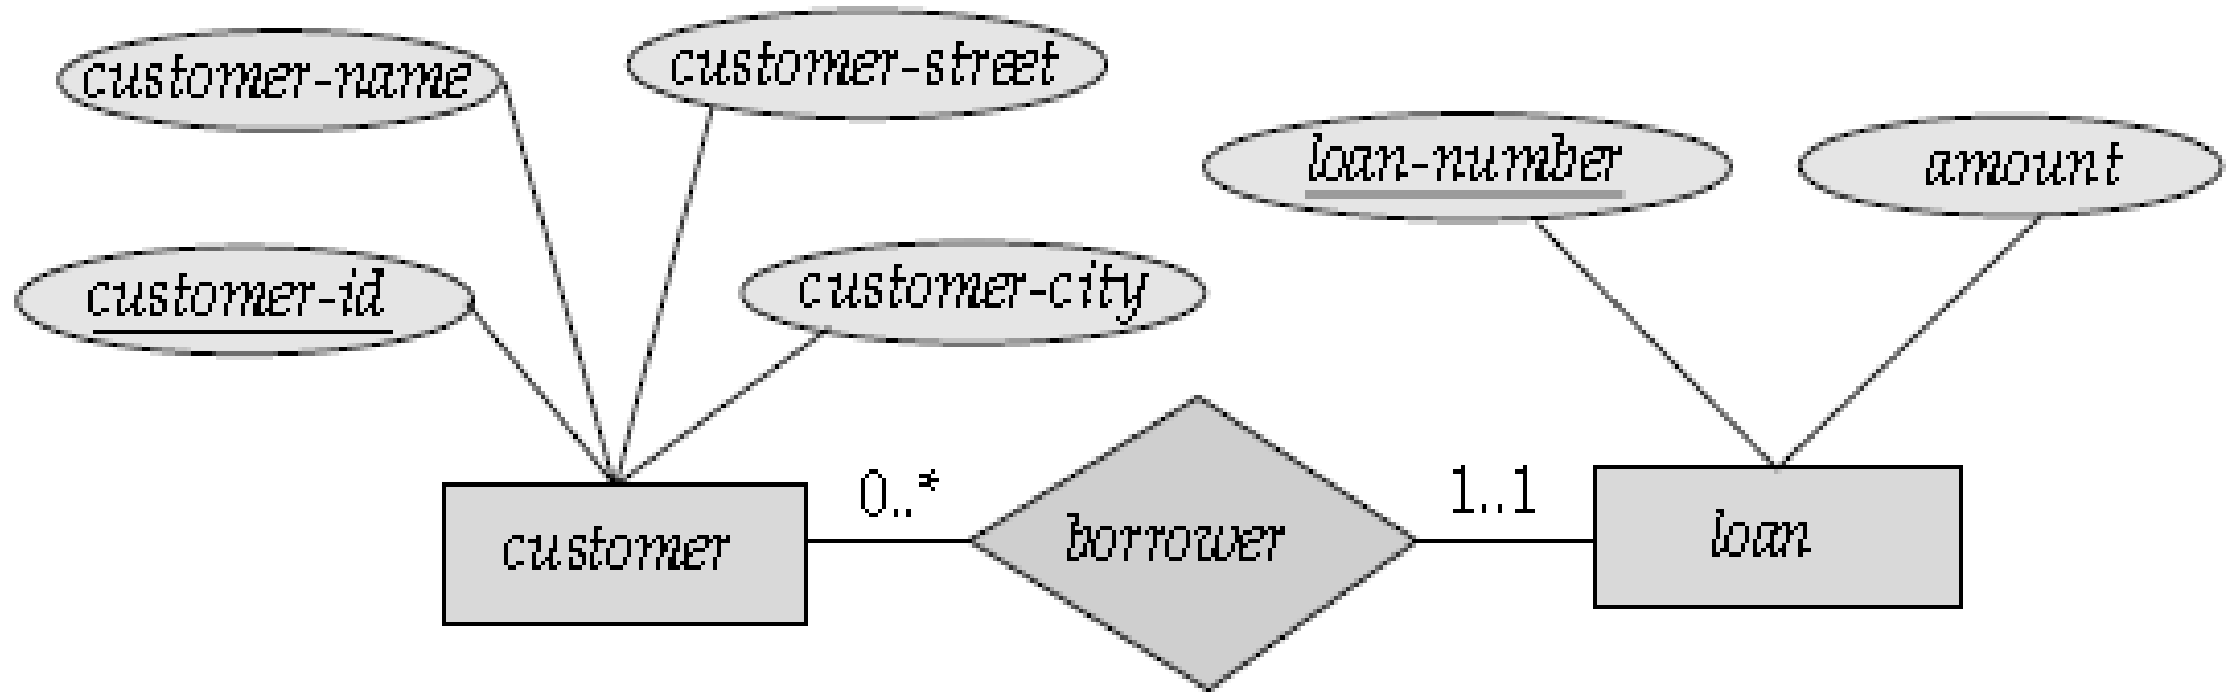 customer-name
customer-street
loan-number
amount
customer-id
customer-city
customer
0..*
borrower
1..1
loan